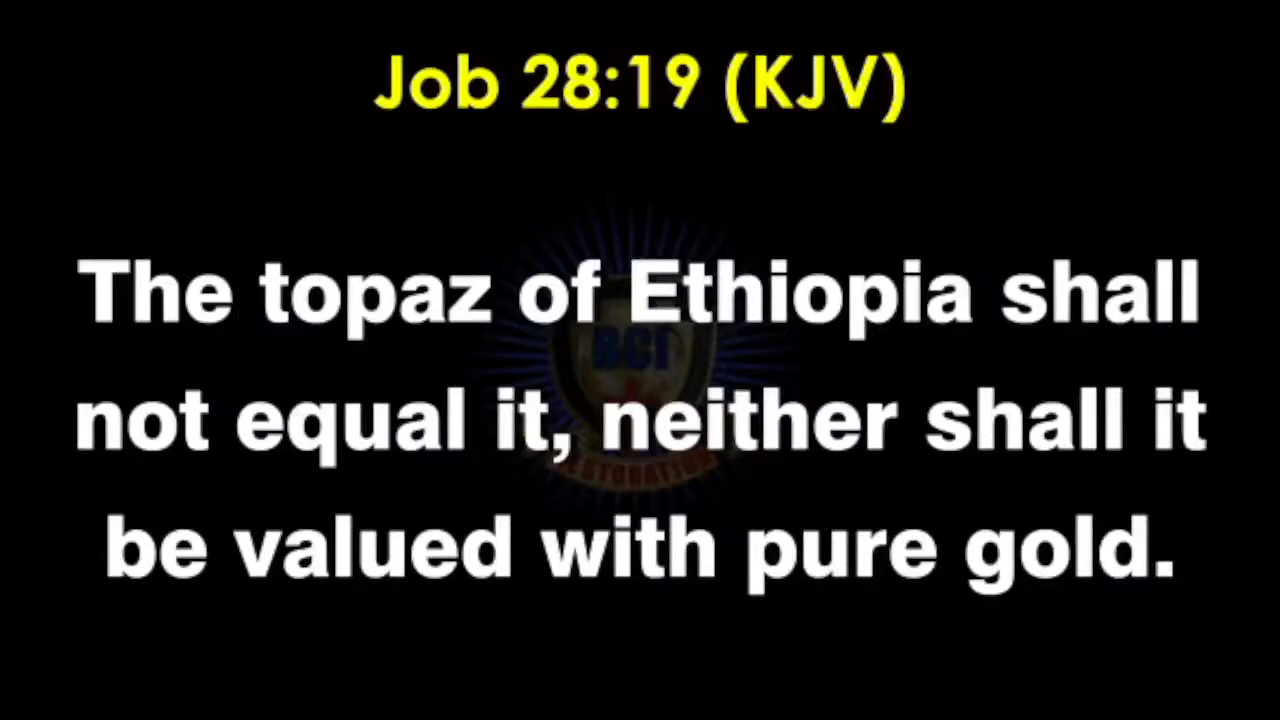 Job 28:19 (KJV)
The topaz of Ethiopia shall
not equal it, neither shall it
be valued with pure gold.
RCI